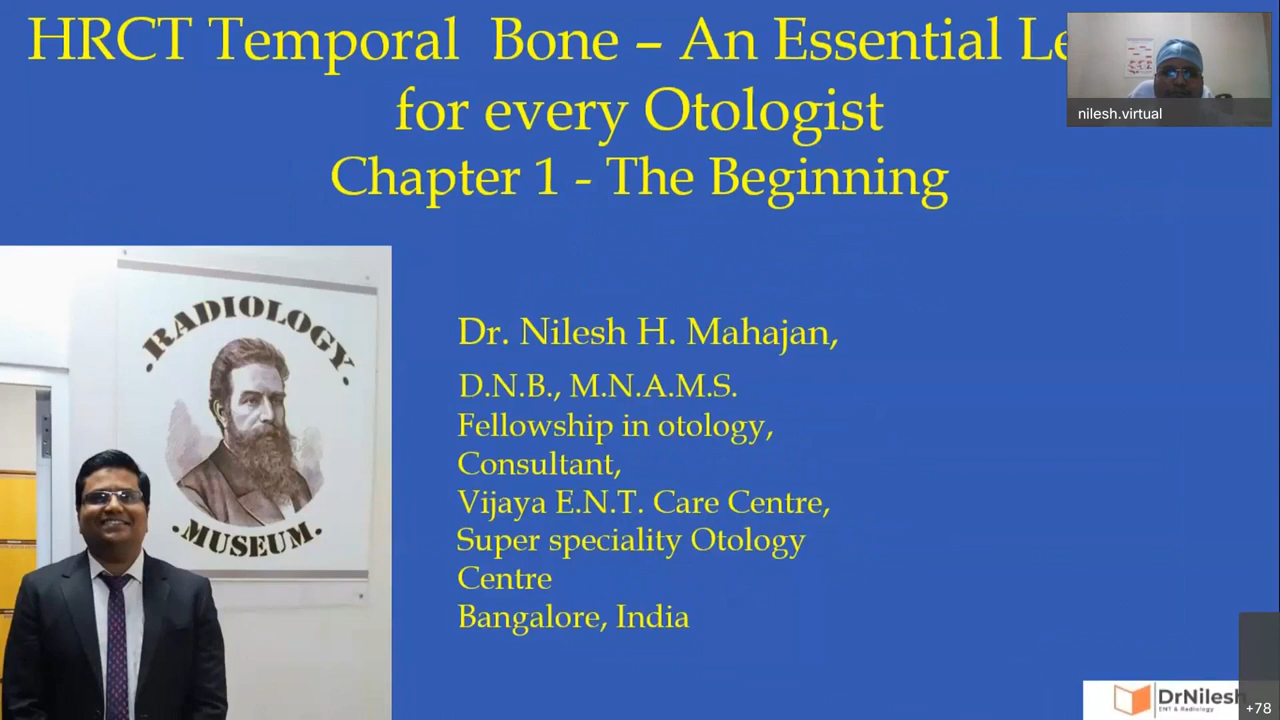 HRCT Temporal Bone – An Essential
for every Otologist
Chapter 1 - The Beginning
nilesh.virtual
·RADIOLOGY·
·MUSEUM·
Dr. Nilesh H. Mahajan,
D.N.B., M.N.A.M.S.
Fellowship in otology,
Consultant,
Vijaya E.N.T. Care Centre,
Super speciality Otology
Centre
Bangalore, India
DrNilesh
ENT & Radiology
+78